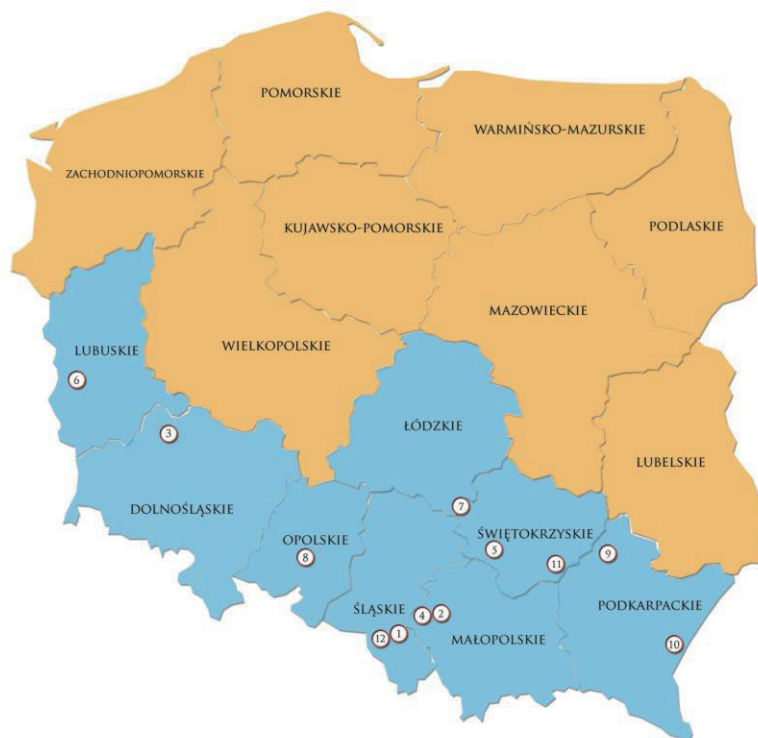 POMORSKIE
WARMIŃSKO-MAZURSKIE
ZACHODNIOPOMORSKIE
KUJAWSKO-POMORSKIE
PODLASKIE
MAZOWIECKIE
LUBUSKIE
WIELKOPOLSKIE
6
ŁÓDZKIE
3
LUBELSKIE
DOLNOŚLĄSKIE
7
OPOLSKIE
ŚWIĘTOKRZYSKIE
8
5
11
9
ŚLĄSKIE
4
2
PODKARPACKIE
12
1
MAŁOPOLSKIE
10